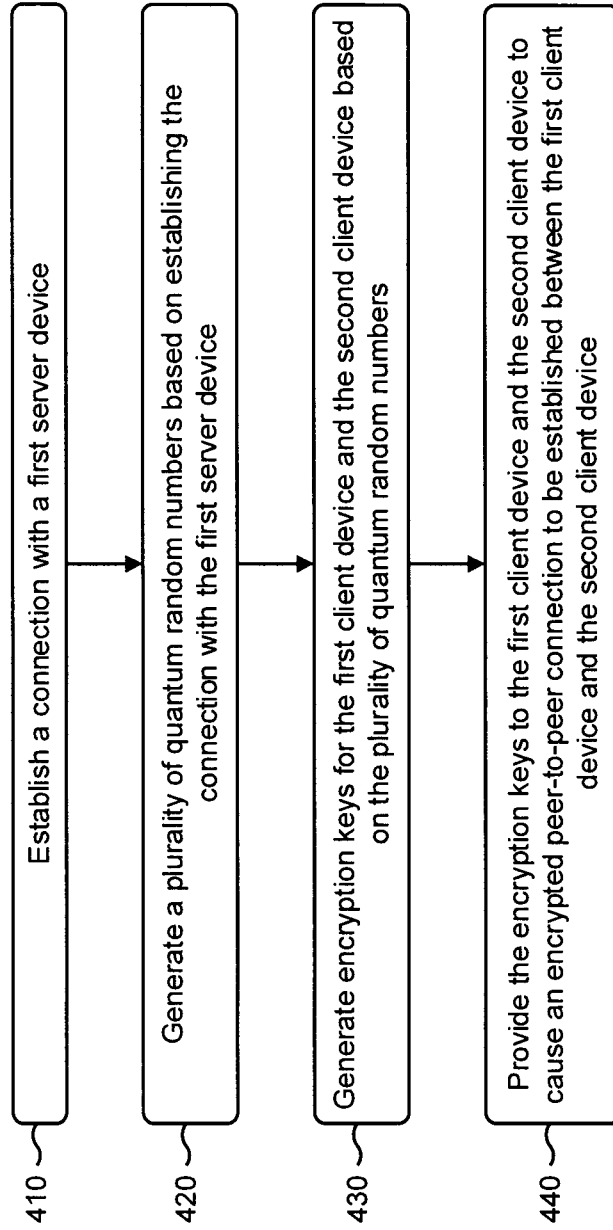 410
Establish a connection with a first server device
420
Generate a plurality of quantum random numbers based on establishing the
connection with the first server device
430
Generate encryption keys for the first client device and the second client device based
on the plurality of quantum random numbers
440
Provide the encryption keys to the first client device and the second client device to
cause an encrypted peer-to-peer connection to be established between the first client
device and the second client device